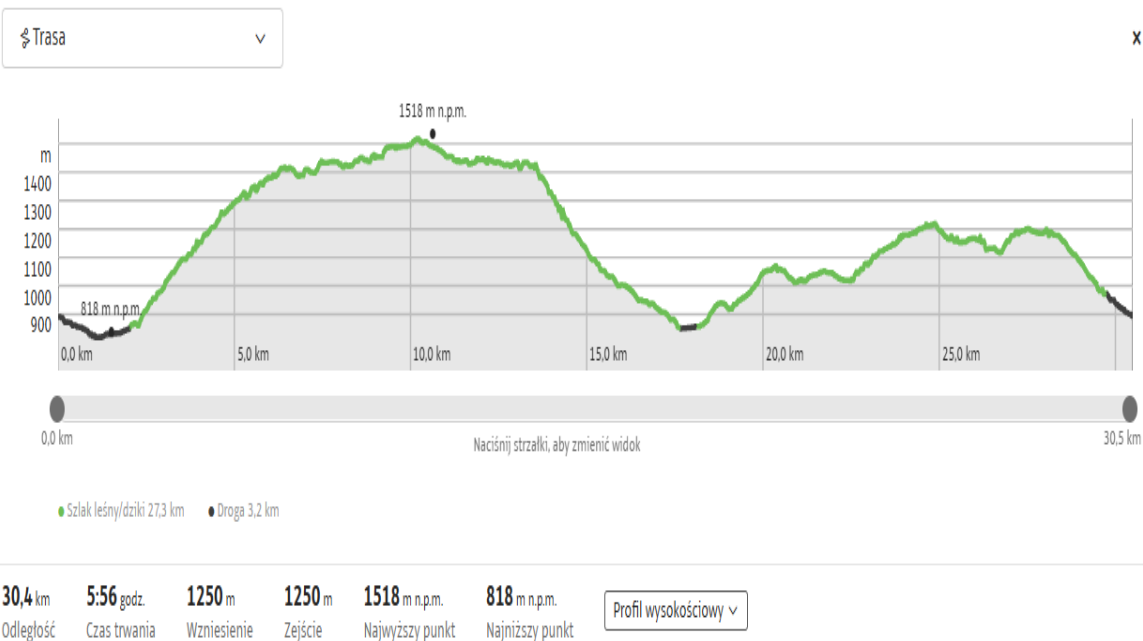 Trasa
x
1518 m n.p.m.
m
1400
1300
1200
1100
1000
900
818 m n.p.m.
0,0 km 5,0 km 10,0 km 15,0 km 20,0 km 25,0 km
0,0 km 30,5 km
Naciśnij strzałki, aby zmienić widok
Szlak leśny/dziki 27,3 km Droga 3,2 km
30,4 km 5:56 godz. 1250 m 1250 m 1518 m n.p.m. 818 m n.p.m. Profil wysokościowy
Odległość Czas trwania Wzniesienie Zejście Najwyższy punkt Najniższy punkt